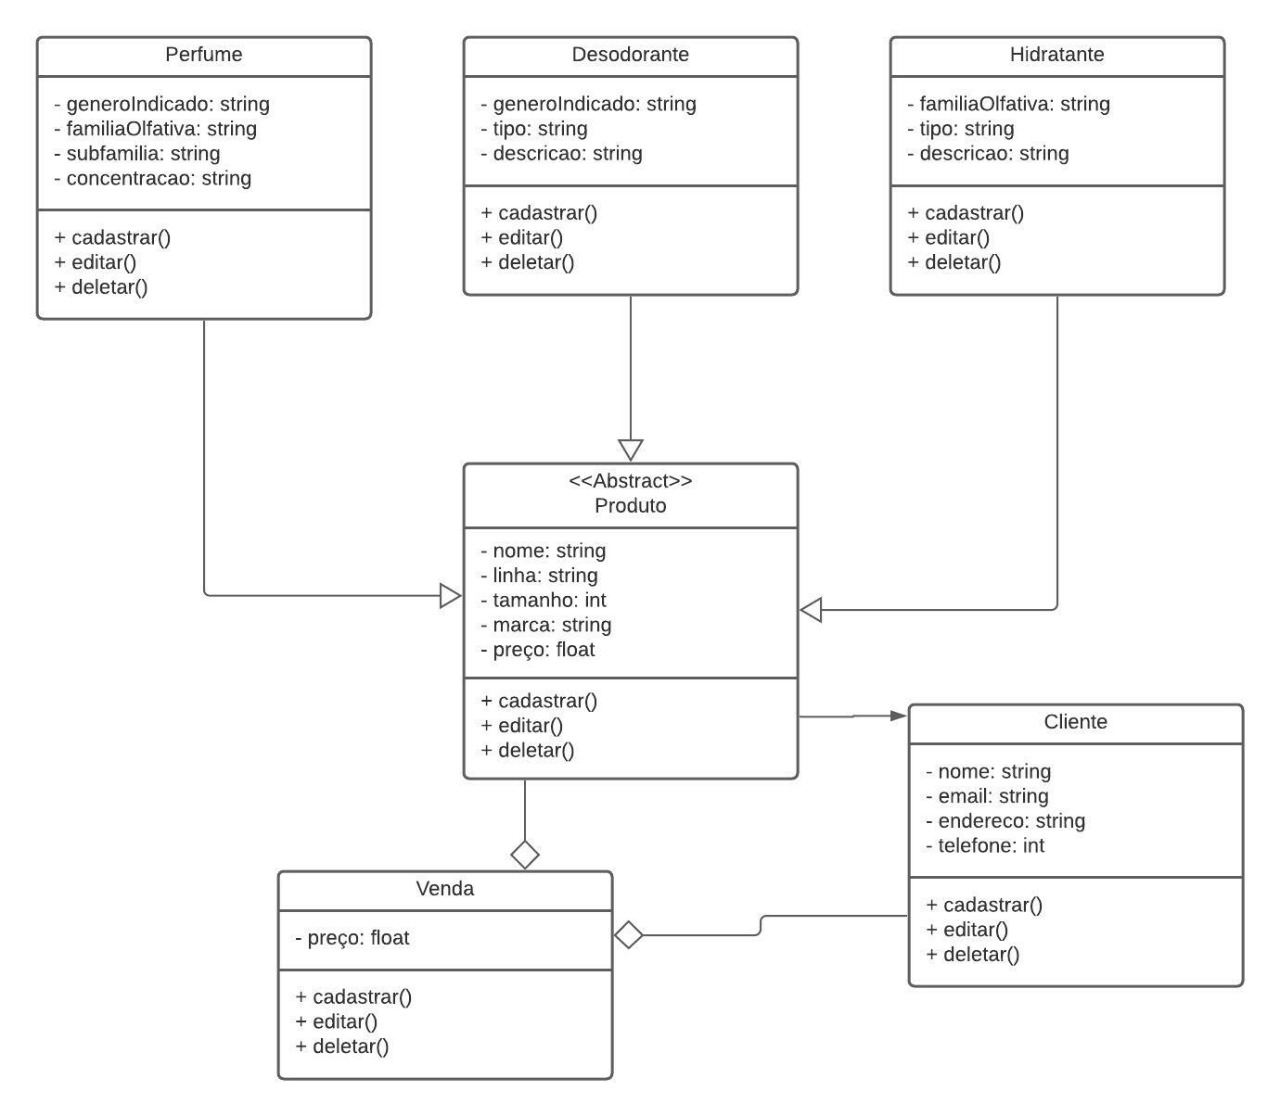 Perfume
- generoIndicado: string
- familiaOlfativa: string
- subfamilia: string
- concentracao: string
+ cadastrar()
+ editar()
+ deletar()
Desodorante
- generoIndicado: string
- tipo: string
- descricao: string
+ cadastrar()
+ editar()
+ deletar()
Hidratante
- familiaOlfativa: string
- tipo: string
- descricao: string
+ cadastrar()
+ editar()
+ deletar()
<<Abstract>>
Produto
- nome: string
- linha: string
- tamanho: int
- marca: string
- preço: float
+ cadastrar()
+ editar()
+ deletar()
Cliente
- nome: string
- email: string
- endereco: string
- telefone: int
+ cadastrar()
+ editar()
+ deletar()
Venda
- preço: float
+ cadastrar()
+ editar()
+ deletar()